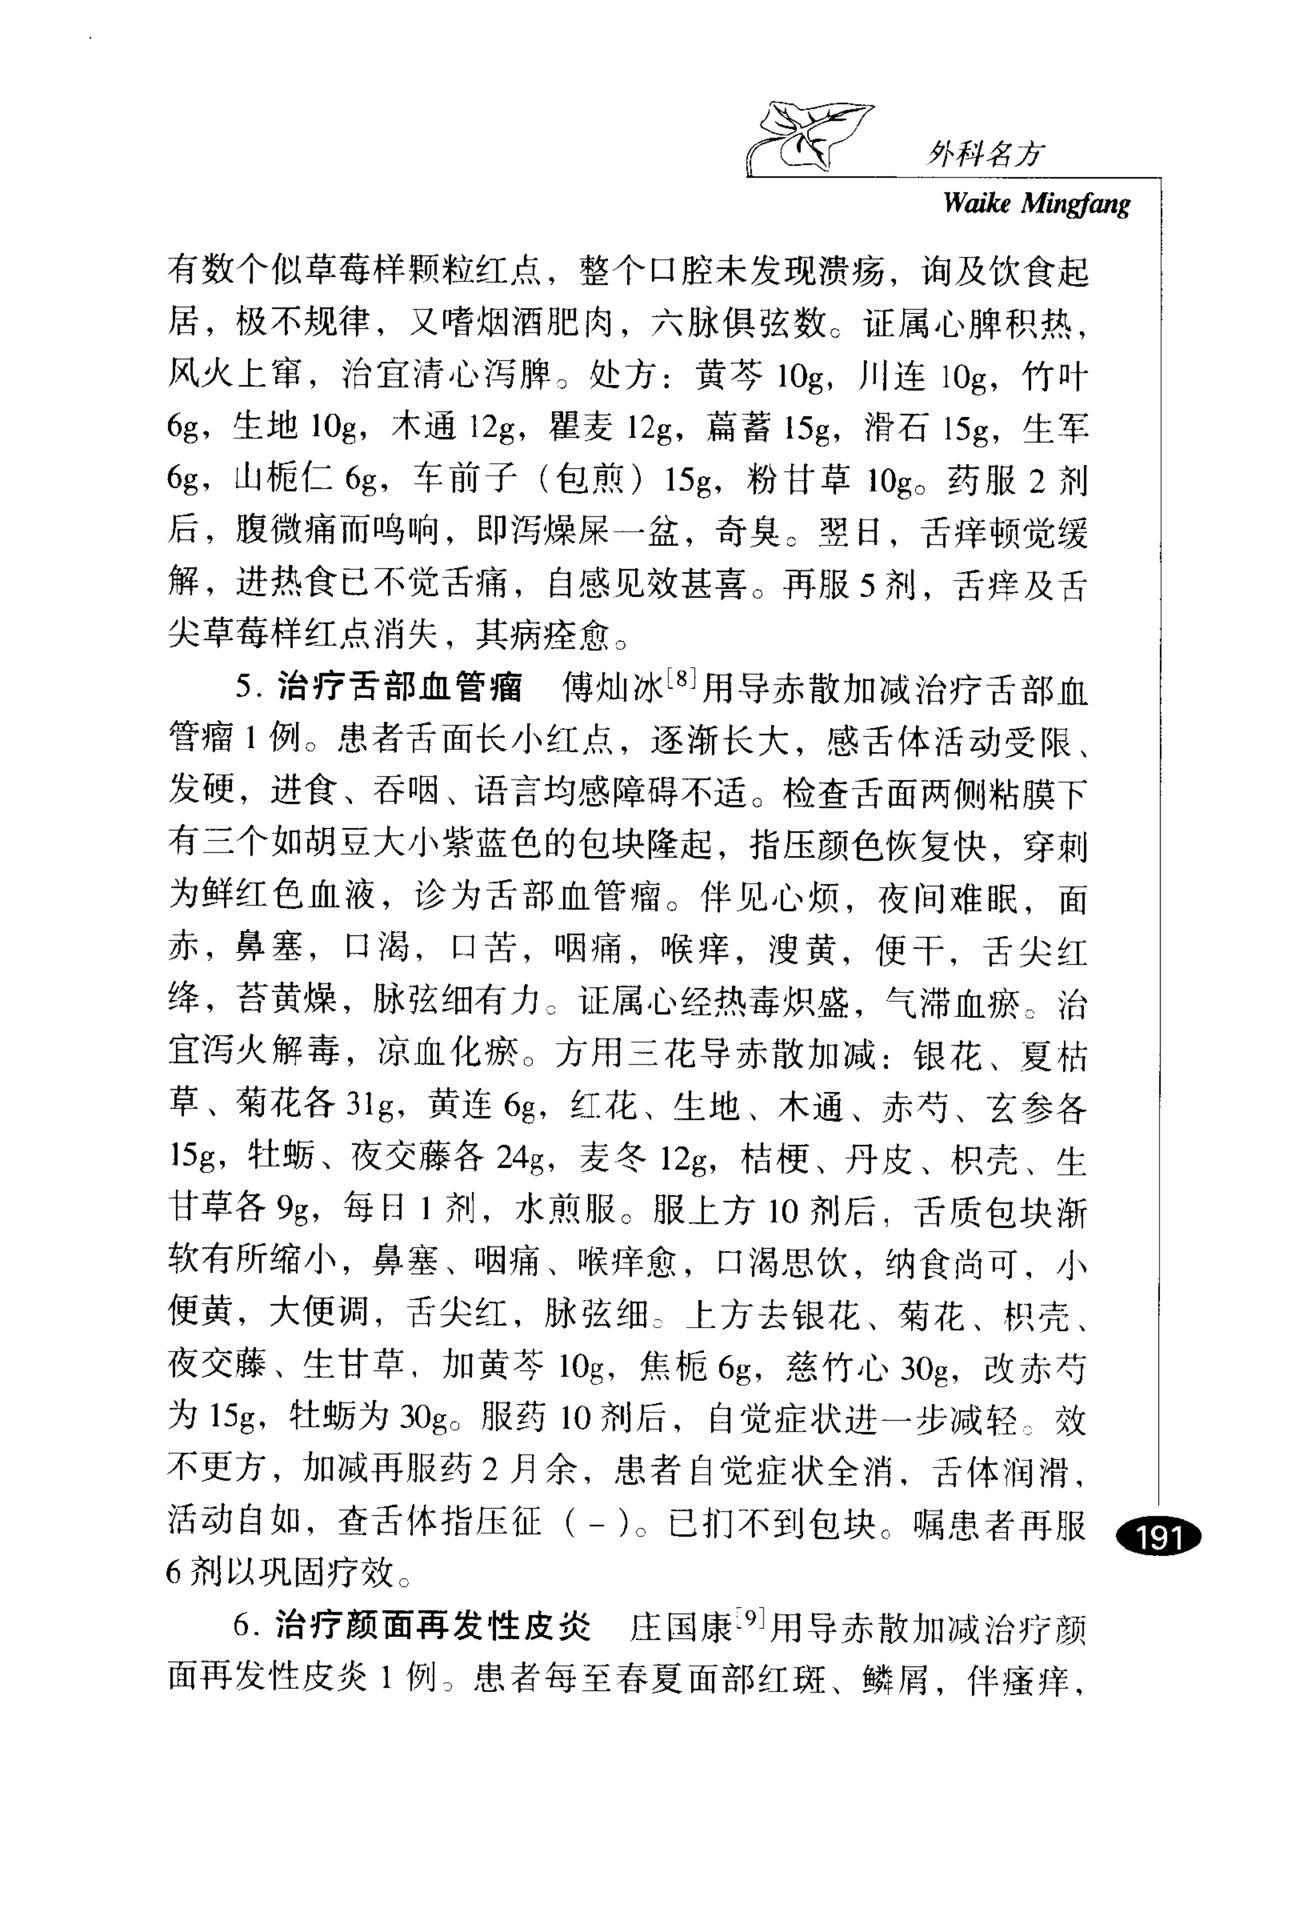 外科名方
Waike Mingfang
有数个似草莓样颗粒红点，整个口腔未发现溃疡，询及饮食起
居，极不规律，又嗜烟酒肥肉，六脉俱弦数。证属心脾积热，
风火上窜，治宜清心泻脾。处方：黄芩 10g，川连 10g，竹叶
6g，生地 10g，木通 12g，瞿麦 12g，萹蓄 15g，滑石 15g，生军
6g，山栀仁 6g，车前子（包煎）15g，粉甘草 10g。药服 2 剂
后，腹微痛而鸣响，即泻燥屎一盆，奇臭。翌日，舌痒顿觉缓
解，进热食已不觉舌痛，自感见效甚喜。再服 5 剂，舌痒及舌
尖草莓样红点消失，其病痊愈。
5. 治疗舌部血管瘤　傅灿冰[8]用导赤散加减治疗舌部血
管瘤 1 例。患者舌面长小红点，逐渐长大，感舌体活动受限、
发硬，进食、吞咽、语言均感障碍不适。检查舌面两侧粘膜下
有三个如胡豆大小紫蓝色的包块隆起，指压颜色恢复快，穿刺
为鲜红色血液，诊为舌部血管瘤。伴见心烦，夜间难眠，面
赤，鼻塞，口渴，口苦，咽痛，喉痒，溲黄，便干，舌尖红
绛，苔黄燥，脉弦细有力。证属心经热毒炽盛，气滞血瘀。治
宜泻火解毒，凉血化瘀。方用三花导赤散加减：银花、夏枯
草、菊花各 31g，黄连 6g，红花、生地、木通、赤芍、玄参各
15g，牡蛎、夜交藤各 24g，麦冬 12g，桔梗、丹皮、枳壳、生
甘草各 9g，每日 1 剂，水煎服。服上方 10 剂后，舌质包块渐
软有所缩小，鼻塞、咽痛、喉痒愈，口渴思饮，纳食尚可，小
便黄，大便调，舌尖红，脉弦细。上方去银花、菊花、枳壳、
夜交藤、生甘草，加黄芩 10g，焦栀 6g，慈竹心 30g，改赤芍
为 15g，牡蛎为 30g。服药 10 剂后，自觉症状进一步减轻。效
不更方，加减再服药 2 月余，患者自觉症状全消，舌体润滑，
活动自如，查舌体指压征（－）。已扪不到包块。嘱患者再服
6 剂以巩固疗效。
191
6. 治疗颜面再发性皮炎　庄国康[9]用导赤散加减治疗颜
面再发性皮炎 1 例。患者每至春夏面部红斑、鳞屑，伴瘙痒，